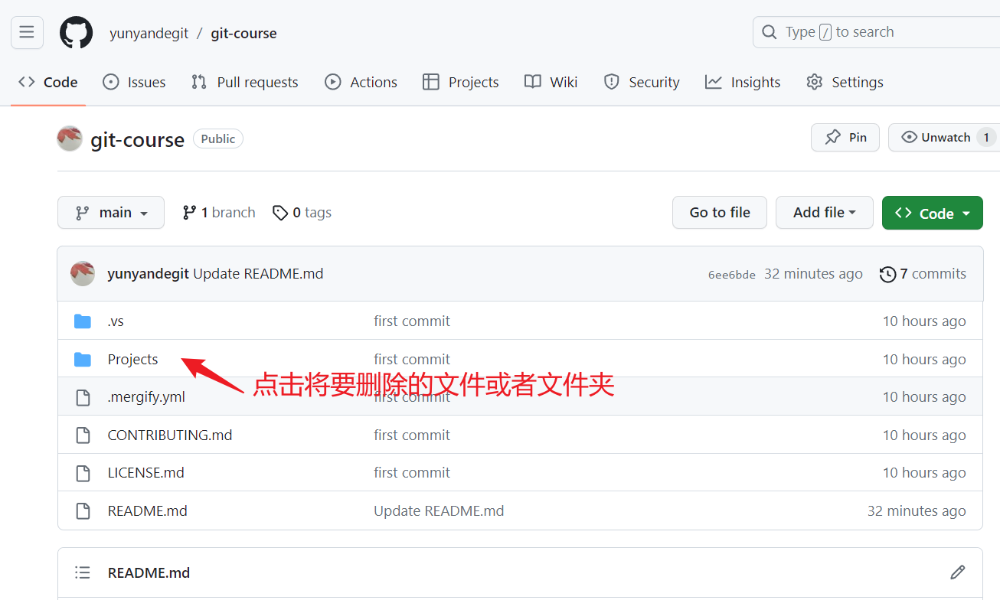 yunyandegit / git-course
Type / to search
Code Issues Pull requests Actions Projects Wiki Security Insights Settings
git-course Public
Pin Unwatch 1
main 1 branch 0 tags
Go to file Add file Code
yunyandegit Update README.md 6ee6bde 32 minutes ago 7 commits
.vs first commit 10 hours ago
Projects first commit 10 hours ago
点击将要删除的文件或者文件夹
.mergify.yml first commit 10 hours ago
CONTRIBUTING.md first commit 10 hours ago
LICENSE.md first commit 10 hours ago
README.md Update README.md 32 minutes ago
README.md